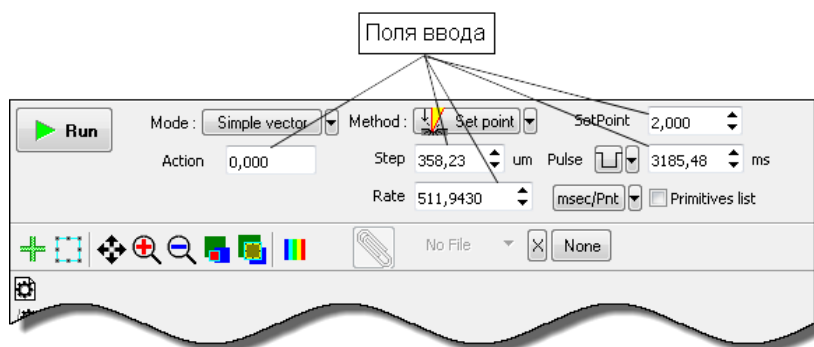 Поля ввода
Run Mode : Simple vector Method : Set point SetPoint 2,000
Action 0,000 Step 358,23 um Pulse 3185,48 ms
Rate 511,9430 msec/Pnt Primitives list
No File X None